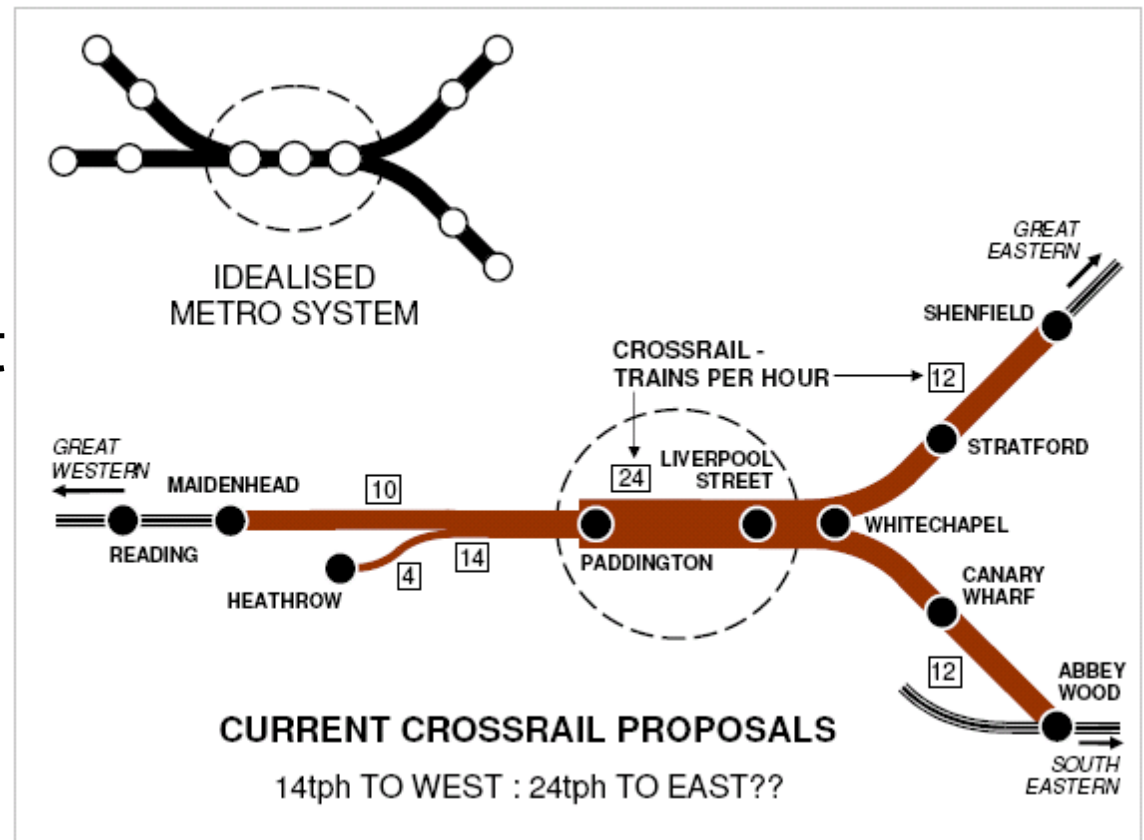 IDEALISED
METRO SYSTEM
GREAT
EASTERN
SHENFIELD
CROSSRAIL -
TRAINS PER HOUR
12
STRATFORD
GREAT
WESTERN
MAIDENHEAD
10
24
LIVERPOOL
STREET
WHITECHAPEL
READING
14
PADDINGTON
4
HEATHROW
CANARY
WHARF
12
ABBEY
WOOD
CURRENT CROSSRAIL PROPOSALS
SOUTH
EASTERN
14tph TO WEST : 24tph TO EAST??